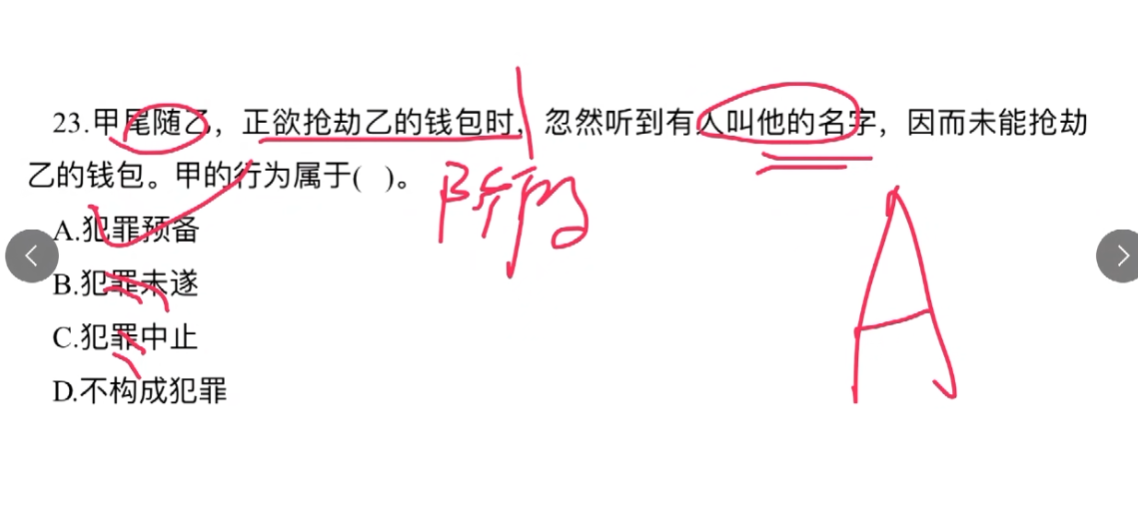 23.甲尾随乙，正欲抢劫乙的钱包时，忽然听到有人叫他的名字，因而未能抢劫
乙的钱包。甲的行为属于(  )。
A.犯罪预备
B.犯罪未遂
C.犯罪中止
D.不构成犯罪
A